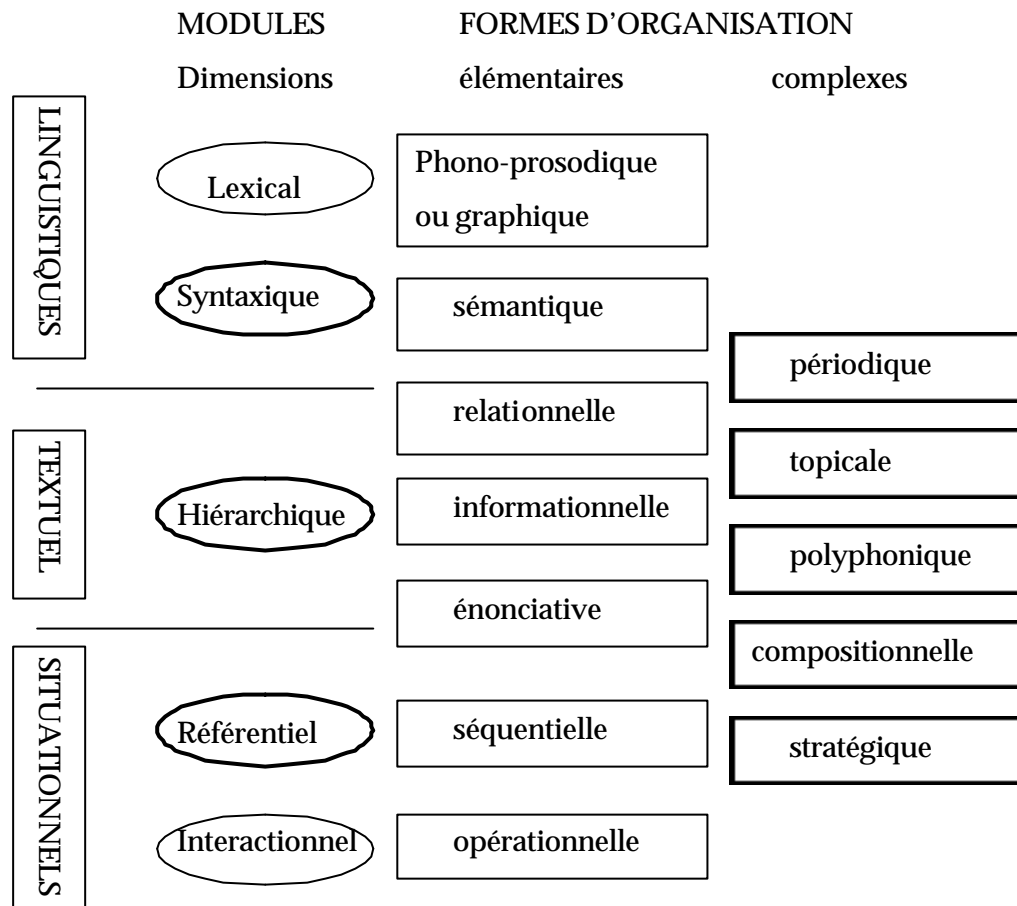 MODULES FORMES D'ORGANISATION
Dimensions élémentaires complexes
LINGUISTIQUES
Lexical
Phono-prosodique
ou graphique
Syntaxique
sémantique
périodique
relationnelle
TEXTUEL
topicale
Hiérarchique
informationnelle
polyphonique
énonciative
compositionnelle
SITUATIONNELS
Référentiel
séquentielle
stratégique
Interactionnel
opérationnelle